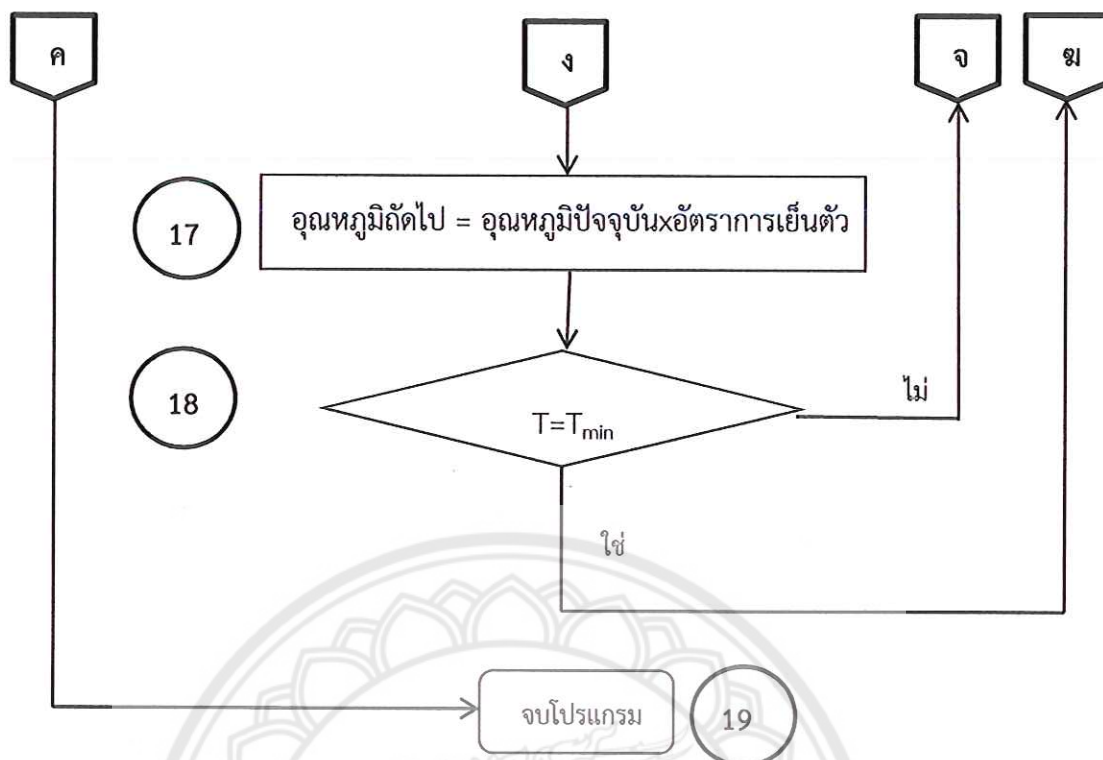 ค
ง
จ
ฆ
17
อุณหภูมิถัดไป = อุณหภูมิปัจจุบันxอัตราการเย็นตัว
18
T=Tmin
ไม่
ใช่
จบโปรแกรม
19